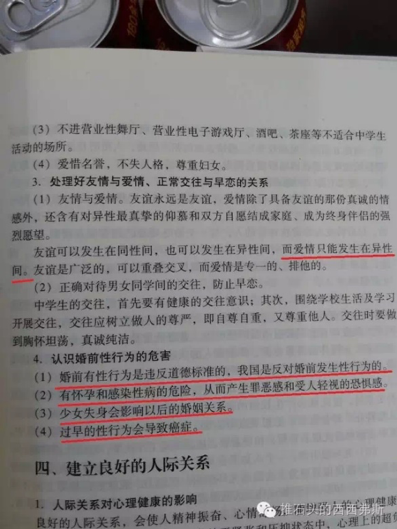 （3）不进营业性舞厅、营业性电子游戏厅、酒吧、茶座等不适合中学生
活动的场所。
（4）爱惜名誉，不失人格，尊重妇女。
3．处理好友情与爱情、正常交往与早恋的关系
（1）友情与爱情。友谊永远是友谊，爱情除了具备友谊的那份真诚的情
感外，还含有对异性最真挚的仰慕和双方自愿结成家庭、成为终身伴侣的强
烈愿望。
友谊可以发生在同性间，也可以发生在异性间，而爱情只能发生在异性
间。友谊是广泛的，可以重叠交叉，而爱情是专一的、排他的。
（2）正确对待男女同学间的交往，防止早恋。
中学生的交往，首先要有健康的交往意识；其次，围绕学校生活及学习
开展交往，交往应树立做人的尊严，即自尊自重，又尊重他人。交往时要做
到胸怀坦荡，真诚纯洁。
4．认识婚前性行为的危害
（1）婚前有性行为是违反道德标准的，我国是反对婚前发生性行为的。
（2）有怀孕和感染性病的危险，从而产生罪恶感和受人轻视的恐惧感。
（3）少女失身会影响以后的婚姻关系。
（4）过早的性行为会导致癌症。
四、建立良好的人际关系
1．人际关系对心理健康的影响
良好的人际关系，会使人精神振奋、心情
压抑状态中，心理上的超
推石头的西西弗斯